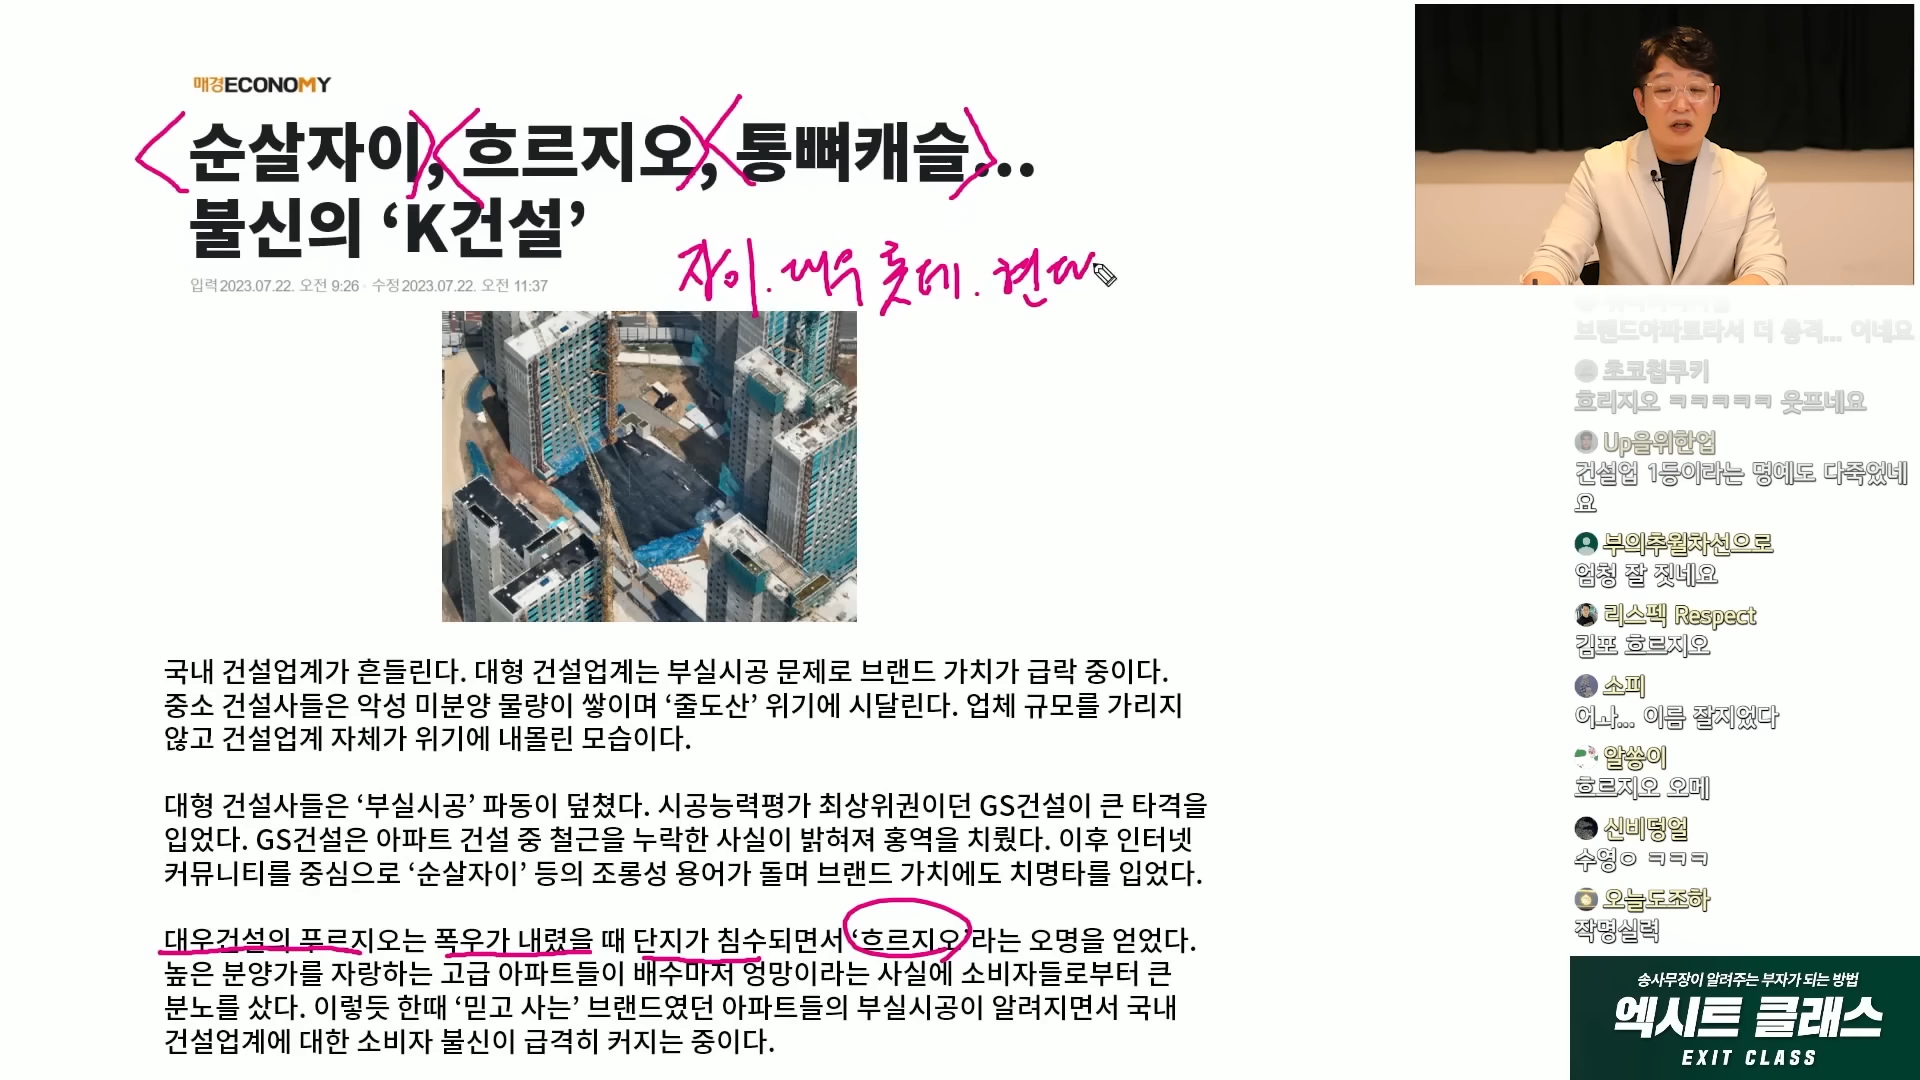 매경ECONOMY
순살자이, 흐르지오, 통뼈캐슬...
불신의 ‘K건설’
입력 2023.07.22. 오전 9:26 · 수정 2023.07.22. 오전 11:37
자이. 대우 롯데. 현대
국내 건설업계가 흔들린다. 대형 건설업계는 부실시공 문제로 브랜드 가치가 급락 중이다.
중소 건설사들은 악성 미분양 물량이 쌓이며 ‘줄도산’ 위기에 시달린다. 업체 규모를 가리지
않고 건설업계 자체가 위기에 내몰린 모습이다.
대형 건설사들은 ‘부실시공’ 파동이 덮쳤다. 시공능력평가 최상위권이던 GS건설이 큰 타격을
입었다. GS건설은 아파트 건설 중 철근을 누락한 사실이 밝혀져 홍역을 치뤘다. 이후 인터넷
커뮤니티를 중심으로 ‘순살자이’ 등의 조롱성 용어가 돌며 브랜드 가치에도 치명타를 입었다.
대우건설의 푸르지오는 폭우가 내렸을 때 단지가 침수되면서 ‘흐르지오’라는 오명을 얻었다.
높은 분양가를 자랑하는 고급 아파트들이 배수마저 엉망이라는 사실에 소비자들로부터 큰
분노를 샀다. 이렇듯 한때 ‘믿고 사는’ 브랜드였던 아파트들의 부실시공이 알려지면서 국내
건설업계에 대한 소비자 불신이 급격히 커지는 중이다.
브랜드아파트라서 더 충격... 이네요
초코칩쿠키
흐리지오 ㅋㅋㅋㅋㅋ 웃프네요
Up을위한업
건설업 1등이라는 명예도 다죽었네
요
부의추월차선으로
엄청 잘 짓네요
리스펙 Respect
김포 흐르지오
소피
어나... 이름 잘지었다
알쏭이
흐르지오 오메
신비텅얼
수영ㅇ ㅋㅋㅋ
오늘도조하
작명실력
송사무장이 알려주는 부자가 되는 방법
엑시트 클래스
EXIT CLASS